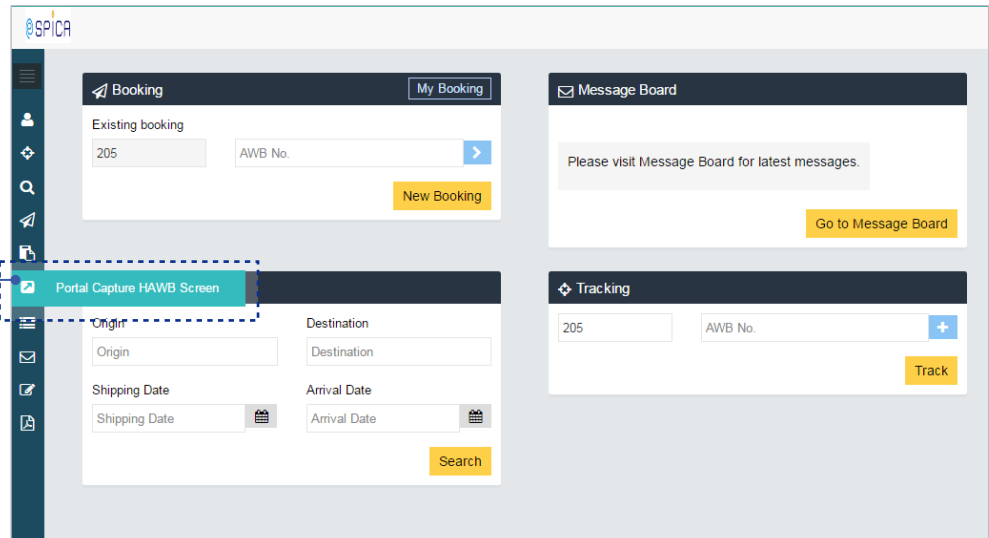 SPICA
Booking
My Booking
Existing booking
205
AWB No.
New Booking
Message Board
Please visit Message Board for latest messages.
Go to Message Board
Portal Capture HAWB Screen
Origin
Destination
Origin
Destination
Shipping Date
Arrival Date
Shipping Date
Arrival Date
Search
Tracking
205
AWB No.
Track